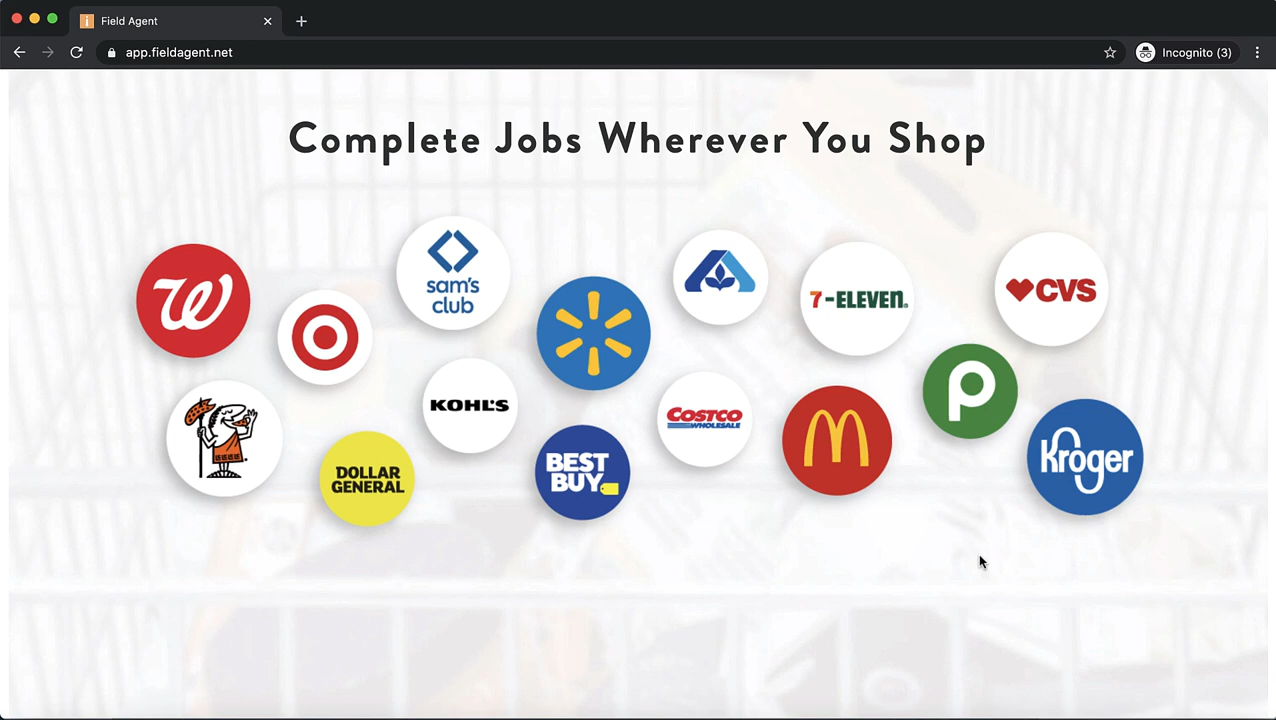 Field Agent
app.fieldagent.net
Incognito (3)
Complete Jobs Wherever You Shop
W
sam's
club
7-ELEVEN.
CVS
KOHL'S
COSTCO
WHOLESALE
M
P
DOLLAR
GENERAL
BEST
BUY
Kroger